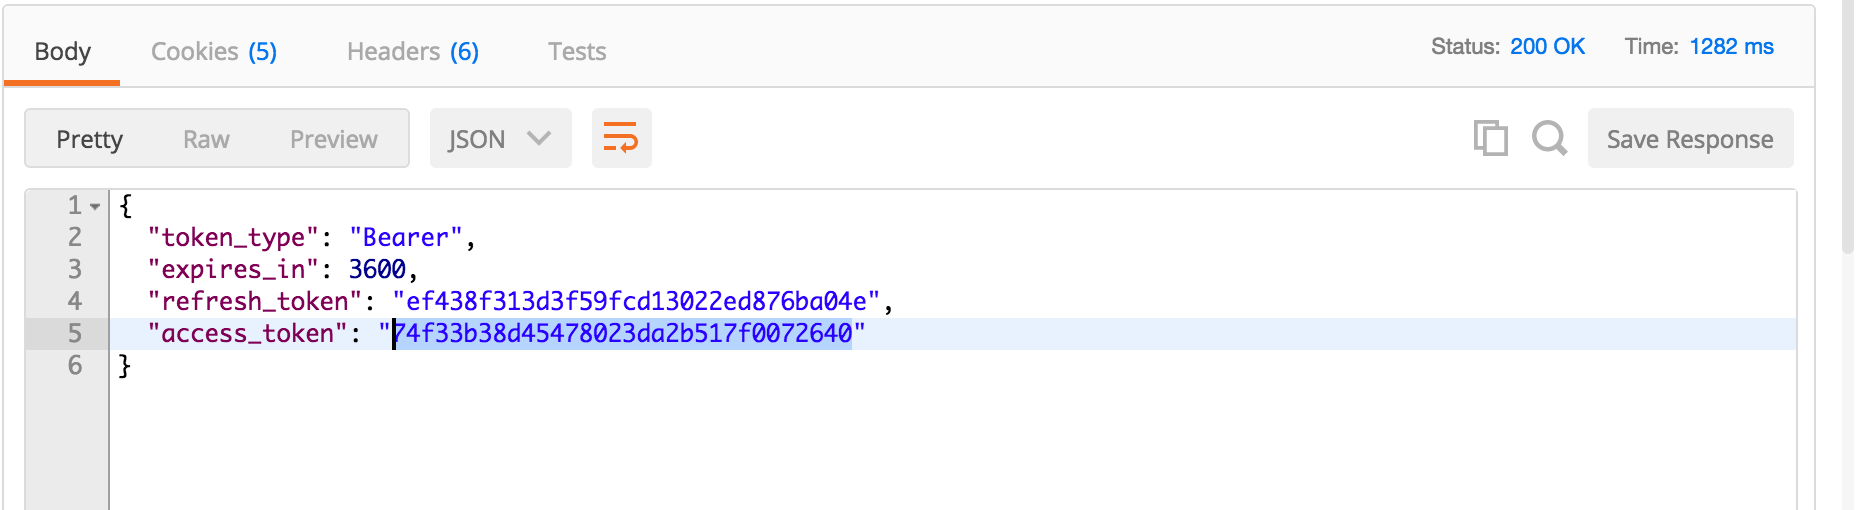 Body Cookies (5) Headers (6) Tests Status: 200 OK Time: 1282 ms
Pretty Raw Preview JSON Save Response
1 {
2 "token_type": "Bearer",
3 "expires_in": 3600,
4 "refresh_token": "ef438f313d3f59fcd13022ed876ba04e",
5 "access_token": "74f33b38d45478023da2b517f0072640"
6 }